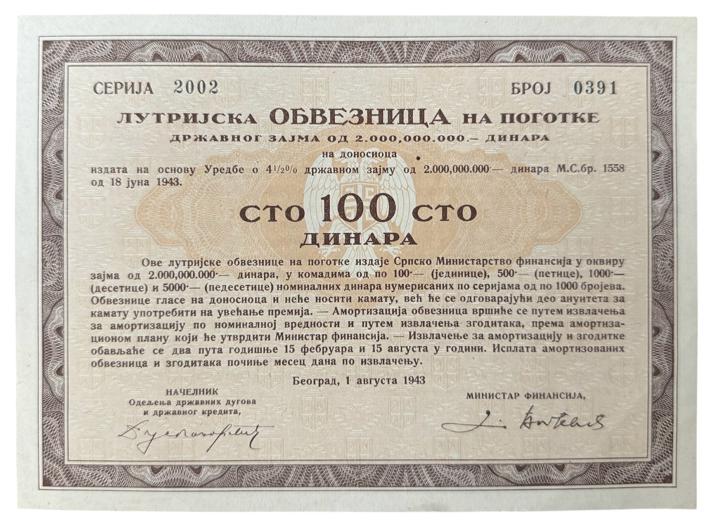 СЕРИЈА 2002 БРОЈ 0391
ЛУТРИЈСКА ОБВЕЗНИЦА НА ПОГОТКЕ
ДРЖАВНОГ ЗАЈМА ОД 2.000,000.000.— ДИНАРА
на доносиоца
издата на основу Уредбе о 4½% државном зајму од 2.000,000.000·— динара М.С.бр. 1558
од 18 јуна 1943.
СТО 100 СТО
ДИНАРА
Ове лутријске обвезнице на поготке издаје Српско Министарство финансија у оквиру
зајма од 2.000,000.000·— динара, у комадима од по 100·— (јединице), 500·— (петице), 1000·—
(десетице) и 5000·— (педесетице) номиналних динара нумерисаних по серијама од по 1000 бројева.
Обвезнице гласе на доносиоца и неће носити камату, већ ће се одговарајући део ануитета за
камату употребити на увећање премија. — Амортизација обвезница вршиће се путем извлачења
за амортизацију по номиналној вредности и путем извлачења згодитака, према амортиза-
ционом плану који ће утврдити Министар финансија. — Извлачење за амортизацију и згодитке
обављаће се два пута годишње 15 фебруара и 15 августа у години. Исплата амортизованих
обвезница и згодитака почиње месец дана по извлачењу.
Београд, 1 августа 1943
НАЧЕЛНИК
Одељења државних дугова
и државног кредита,
МИНИСТАР ФИНАНСИЈА,